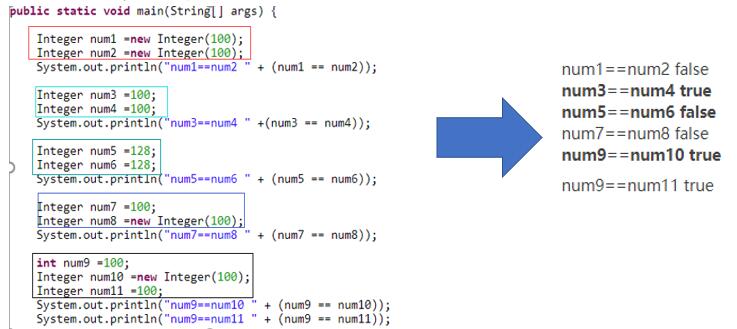 public static void main(String[] args) {
Integer num1 =new Integer(100);
Integer num2 =new Integer(100);
System.out.println("num1==num2 " + (num1 == num2));
Integer num3 =100;
Integer num4 =100;
System.out.println("num3==num4 " +(num3 == num4));
Integer num5 =128;
Integer num6 =128;
System.out.println("num5==num6 " + (num5 == num6));
Integer num7 =100;
Integer num8 =new Integer(100);
System.out.println("num7==num8 " + (num7 == num8));
int num9 =100;
Integer num10 =new Integer(100);
Integer num11 =100;
System.out.println("num9==num10 " + (num9 == num10));
System.out.println("num9==num11 " + (num9 == num11));
num1==num2 false
num3==num4 true
num5==num6 false
num7==num8 false
num9==num10 true
num9==num11 true